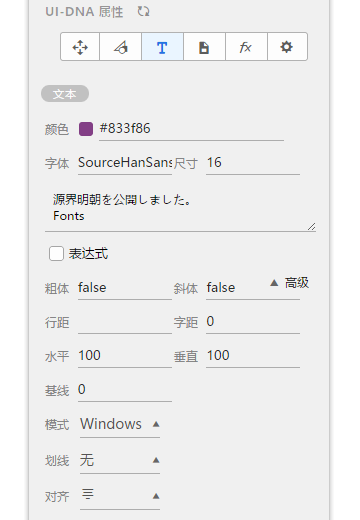 UI-DNA 属性
T
fx
文本
颜色 #833f86
字体 SourceHanSans 尺寸 16
源界明朝を公開しました。
Fonts
表达式
粗体 false 斜体 false ▲ 高级
行距 字距 0
水平 100 垂直 100
基线 0
模式 Windows ▲
划线 无 ▲
对齐 ▲